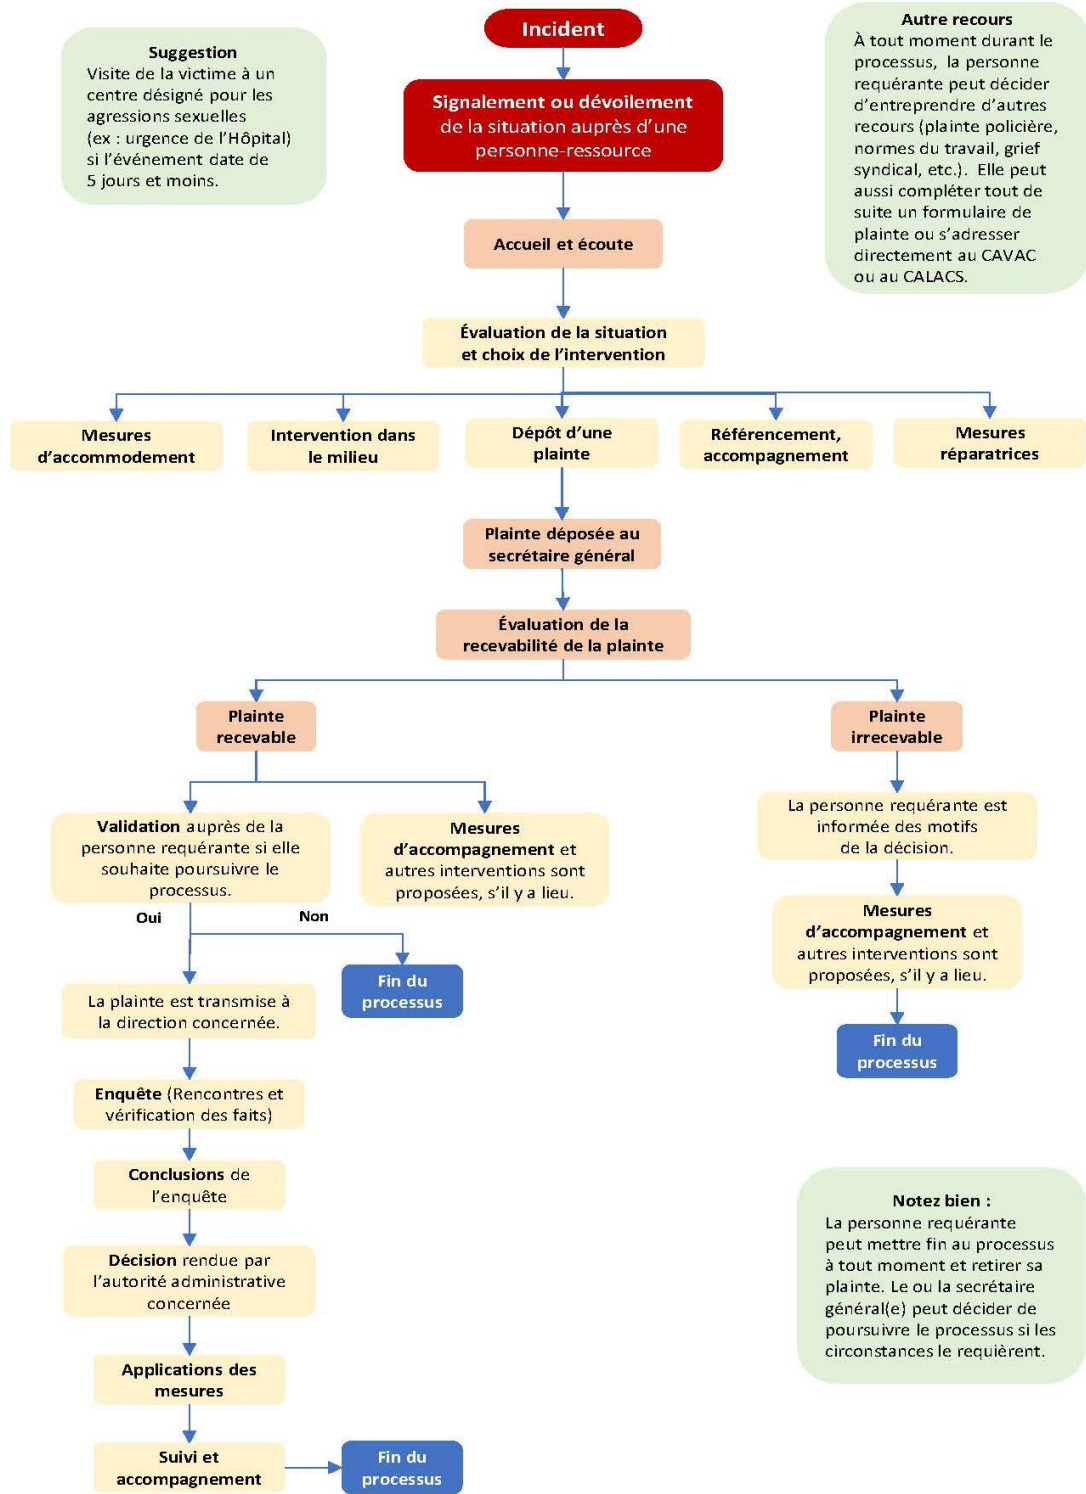 Incident
Suggestion
Visite de la victime à un
centre désigné pour les
agressions sexuelles
(ex : urgence de l'Hôpital)
si l'événement date de
5 jours et moins.
Autre recours
À tout moment durant le
processus, la personne
requérante peut décider
d'entreprendre d'autres
recours (plainte policière,
normes du travail, grief
syndical, etc.). Elle peut
aussi compléter tout de
suite un formulaire de
plainte ou s'adresser
directement au CAVAC
ou au CALACS.
Signalement ou dévoilement
de la situation auprès d'une
personne-ressource
Accueil et écoute
Évaluation de la situation
et choix de l'intervention
Mesures
d'accommodement
Intervention dans
le milieu
Dépôt d'une
plainte
Référencement,
accompagnement
Mesures
réparatrices
Plainte déposée au
secrétaire général
Évaluation de la
recevabilité de la plainte
Plainte
recevable
Plainte
irrecevable
Validation auprès de la
personne requérante si elle
souhaite poursuivre le
processus.
Mesures
d'accompagnement et
autres interventions sont
proposées, s'il y a lieu.
La personne requérante est
informée des motifs
de la décision.
Oui
Non
Mesures
d'accompagnement et
autres interventions sont
proposées, s'il y a lieu.
Fin du
processus
La plainte est transmise à
la direction concernée.
Fin du
processus
Enquête (Rencontres et
vérification des faits)
Conclusions de
l'enquête
Décision rendue par
l'autorité administrative
concernée
Notez bien :
La personne requérante
peut mettre fin au processus
à tout moment et retirer sa
plainte. Le ou la secrétaire
général(e) peut décider de
poursuivre le processus si les
circonstances le requièrent.
Applications des
mesures
Suivi et
accompagnement
Fin du
processus